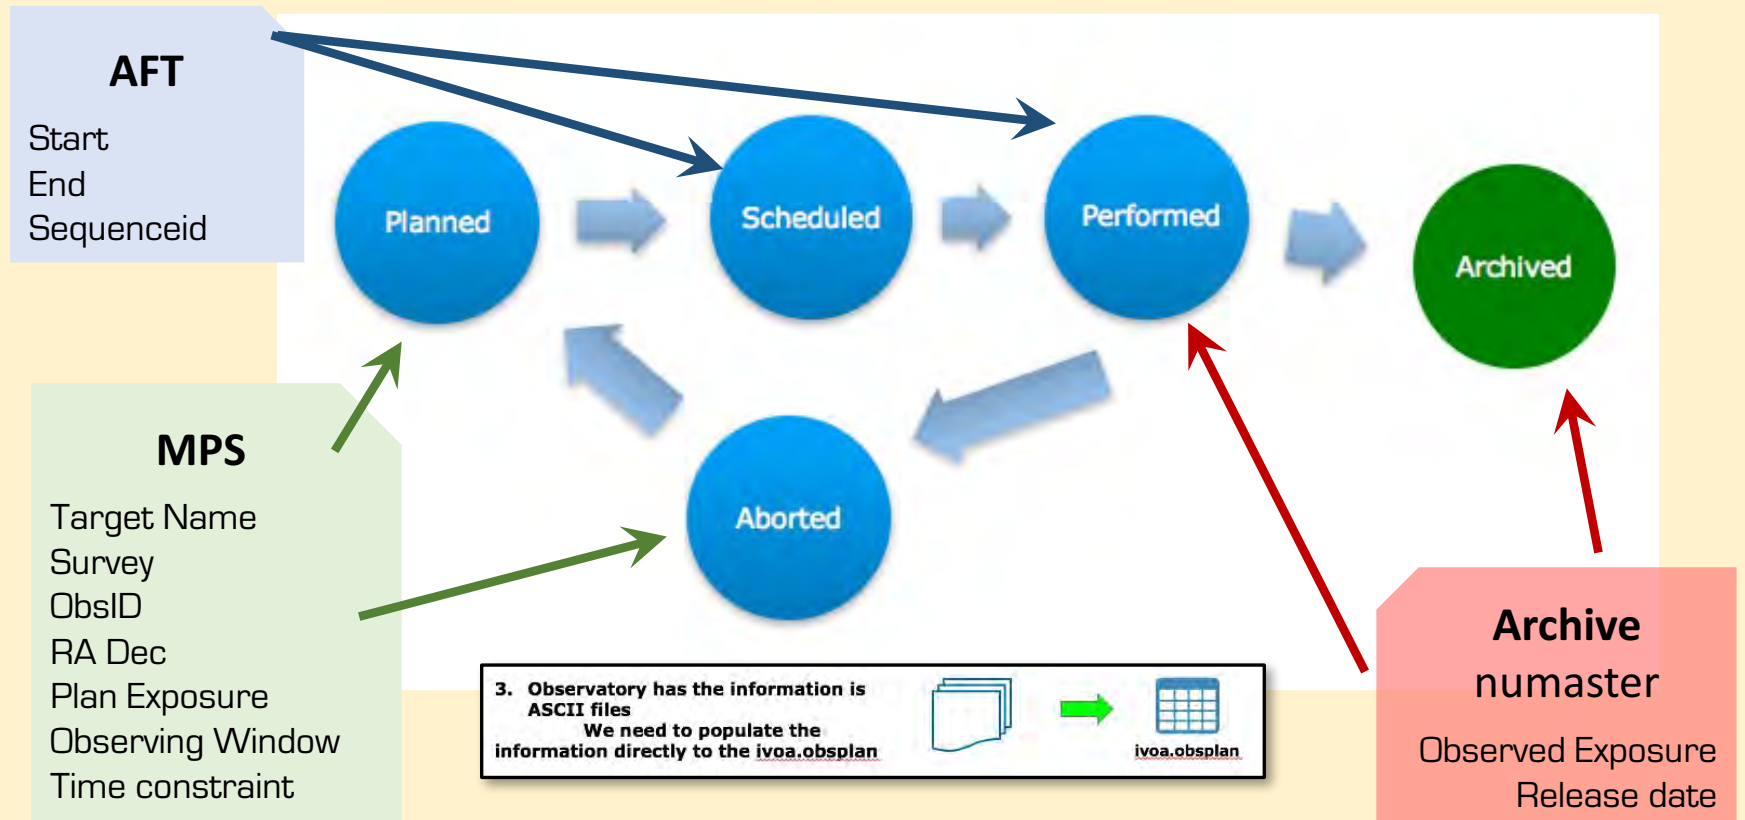 AFT
Start
End
Sequenceid
Planned
Scheduled
Performed
Archived
Aborted
MPS
Target Name
Survey
ObsID
RA Dec
Plan Exposure
Observing Window
Time constraint
3. Observatory has the information is
ASCII files
We need to populate the
information directly to the ivoa.obsplan
ivoa.obsplan
Archive
numaster
Observed Exposure
Release date